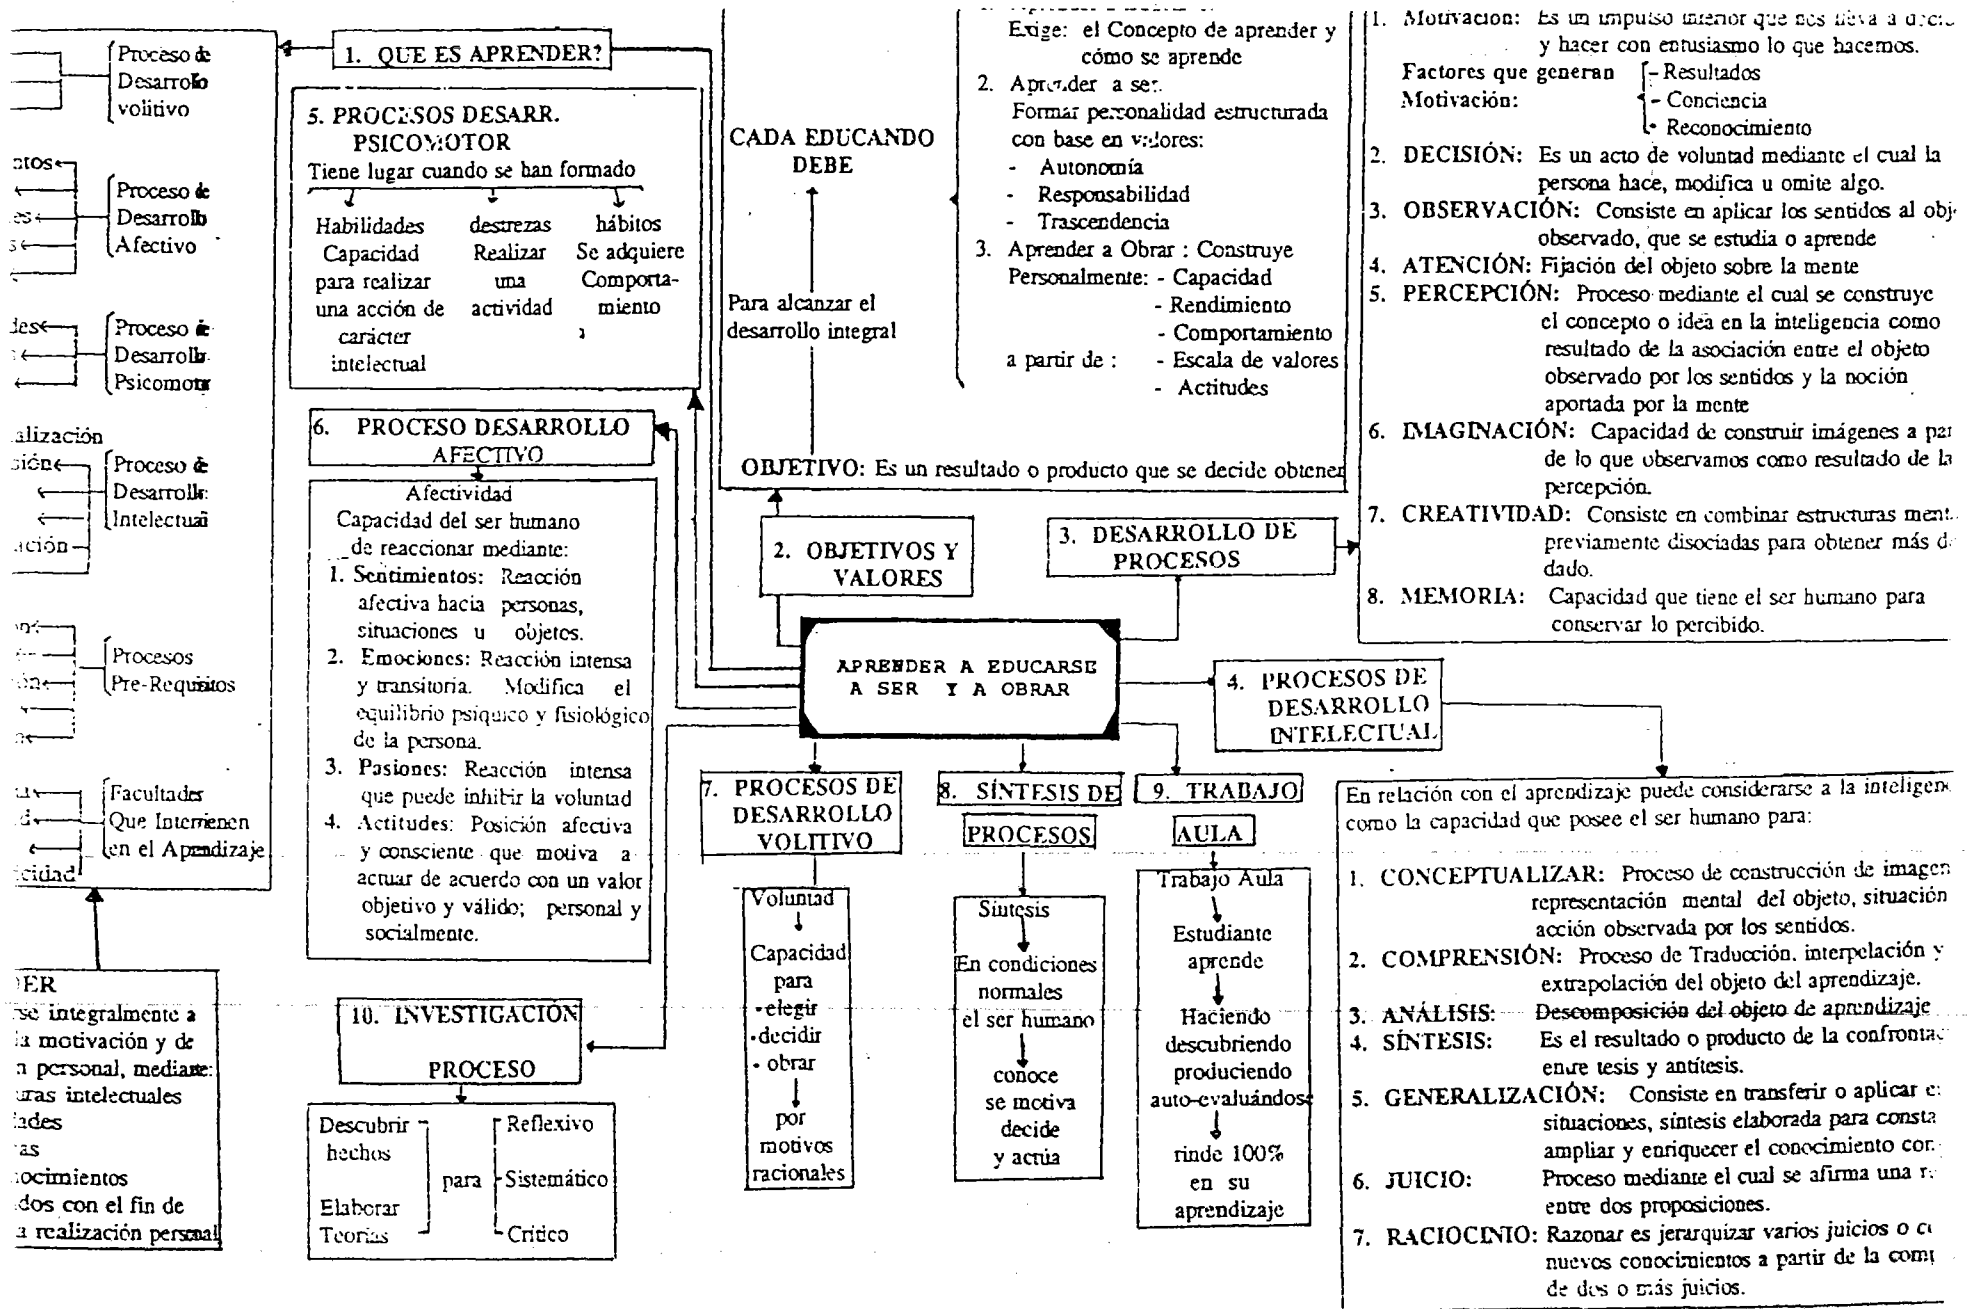 1. QUE ES APRENDER?
Proceso de
Desarrollo
volitivo
Proceso de
Desarrollo
Afectivo
Proceso de
Desarrollo
Psicomotor
alización
Proceso de
Desarrollo
Intelectual
ación
Procesos
Pre-Requisitos
Facultades
Que Intervienen
en el Aprendizaje
cidad
DER
se integralmente a
a motivación y de
n personal, mediante:
uras intelectuales
dades
as
nocimientos
dos con el fin de
a realización personal
5. PROCESOS DESARR.
PSICOMOTOR
Tiene lugar cuando se han formado
Habilidades
Capacidad
para realizar
una acción de
carácter
intelectual
destrezas
Realizar
una
actividad
hábitos
Se adquiere
Comporta-
miento
6. PROCESO DESARROLLO
AFECTIVO
Afectividad
Capacidad del ser humano
de reaccionar mediante:
1. Sentimientos: Reacción
afectiva hacia personas,
situaciones u objetos.
2. Emociones: Reacción intensa
y transitoria. Modifica el
equilibrio psíquico y fisiológico
de la persona.
3. Pasiones: Reacción intensa
que puede inhibir la voluntad
4. Actitudes: Posición afectiva
y consciente que motiva a
actuar de acuerdo con un valor
objetivo y válido; personal y
socialmente.
10. INVESTIGACIÓN
PROCESO
Descubrir
hechos
Elaborar
Teorías
para
Reflexivo
Sistemático
Crítico
CADA EDUCANDO
DEBE
Para alcanzar el
desarrollo integral
Exige: el Concepto de aprender y
cómo se aprende
2. Aprender a ser.
Formar personalidad estructurada
con base en valores:
- Autonomía
- Responsabilidad
- Trascendencia
3. Aprender a Obrar : Construye
Personalmente: - Capacidad
- Rendimiento
- Comportamiento
a partir de : - Escala de valores
- Actitudes
OBJETIVO: Es un resultado o producto que se decide obtener
2. OBJETIVOS Y
VALORES
3. DESARROLLO DE
PROCESOS
APRENDER A EDUCARSE
A SER Y A OBRAR
4. PROCESOS DE
DESARROLLO
INTELECTUAL
7. PROCESOS DE
DESARROLLO
VOLITIVO
Voluntad
Capacidad
para
- elegir
- decidir
- obrar
por
motivos
racionales
8. SÍNTESIS DE
PROCESOS
Síntesis
En condiciones
normales
el ser humano
conoce
se motiva
decide
y actúa
9. TRABAJO
AULA
Trabajo Aula
Estudiante
aprende
Haciendo
descubriendo
produciendo
auto-evaluándose
rinde 100%
en su
aprendizaje
1. Motivación: Es un impulso interior que nos lleva a
y hacer con entusiasmo lo que hacemos.
Factores que generan
Motivación:
- Resultados
- Conciencia
- Reconocimiento
2. DECISIÓN: Es un acto de voluntad mediante el cual la
persona hace, modifica u omite algo.
3. OBSERVACIÓN: Consiste en aplicar los sentidos al obj
observado, que se estudia o aprende
4. ATENCIÓN: Fijación del objeto sobre la mente
5. PERCEPCIÓN: Proceso mediante el cual se construye
el concepto o idea en la inteligencia como
resultado de la asociación entre el objeto
observado por los sentidos y la noción
aportada por la mente
6. IMAGINACIÓN: Capacidad de construir imágenes a par
de lo que observamos como resultado de la
percepción.
7. CREATIVIDAD: Consiste en combinar estructuras ment
previamente disociadas para obtener más d
dado.
8. MEMORIA: Capacidad que tiene el ser humano para
conservar lo percibido.
En relación con el aprendizaje puede considerarse a la inteligen
como la capacidad que posee el ser humano para:
1. CONCEPTUALIZAR: Proceso de construcción de imagen
representación mental del objeto, situación
acción observada por los sentidos.
2. COMPRENSIÓN: Proceso de Traducción, interpelación y
extrapolación del objeto del aprendizaje.
3. ANÁLISIS: Descomposición del objeto de aprendizaje
4. SÍNTESIS: Es el resultado o producto de la confronta
entre tesis y antítesis.
5. GENERALIZACIÓN: Consiste en transferir o aplicar
situaciones, síntesis elaborada para consta
ampliar y enriquecer el conocimiento
6. JUICIO: Proceso mediante el cual se afirma una
entre dos proposiciones.
7. RACIOCINIO: Razonar es jerarquizar varios juicios o
nuevos conocimientos a partir de la
de dos o más juicios.